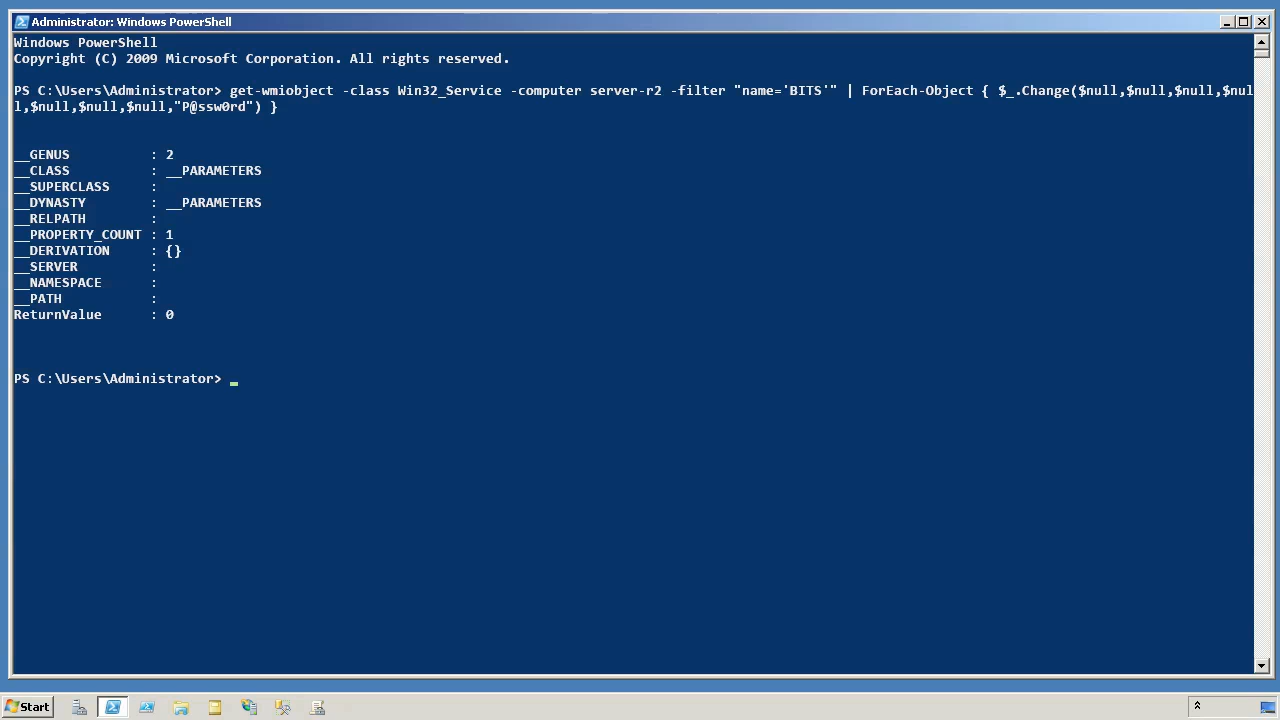 Administrator: Windows PowerShell
Windows PowerShell
Copyright (C) 2009 Microsoft Corporation. All rights reserved.
PS C:\Users\Administrator> get-wmiobject -class Win32_Service -computer server-r2 -filter "name='BITS'" | ForEach-Object { $_.Change($null,$null,$null,$nul
l,$null,$null,$null,"P@ssw0rd") }
__GENUS : 2
__CLASS : __PARAMETERS
__SUPERCLASS :
__DYNASTY : __PARAMETERS
__RELPATH :
__PROPERTY_COUNT : 1
__DERIVATION : {}
__SERVER :
__NAMESPACE :
__PATH :
ReturnValue : 0
PS C:\Users\Administrator> _
Start